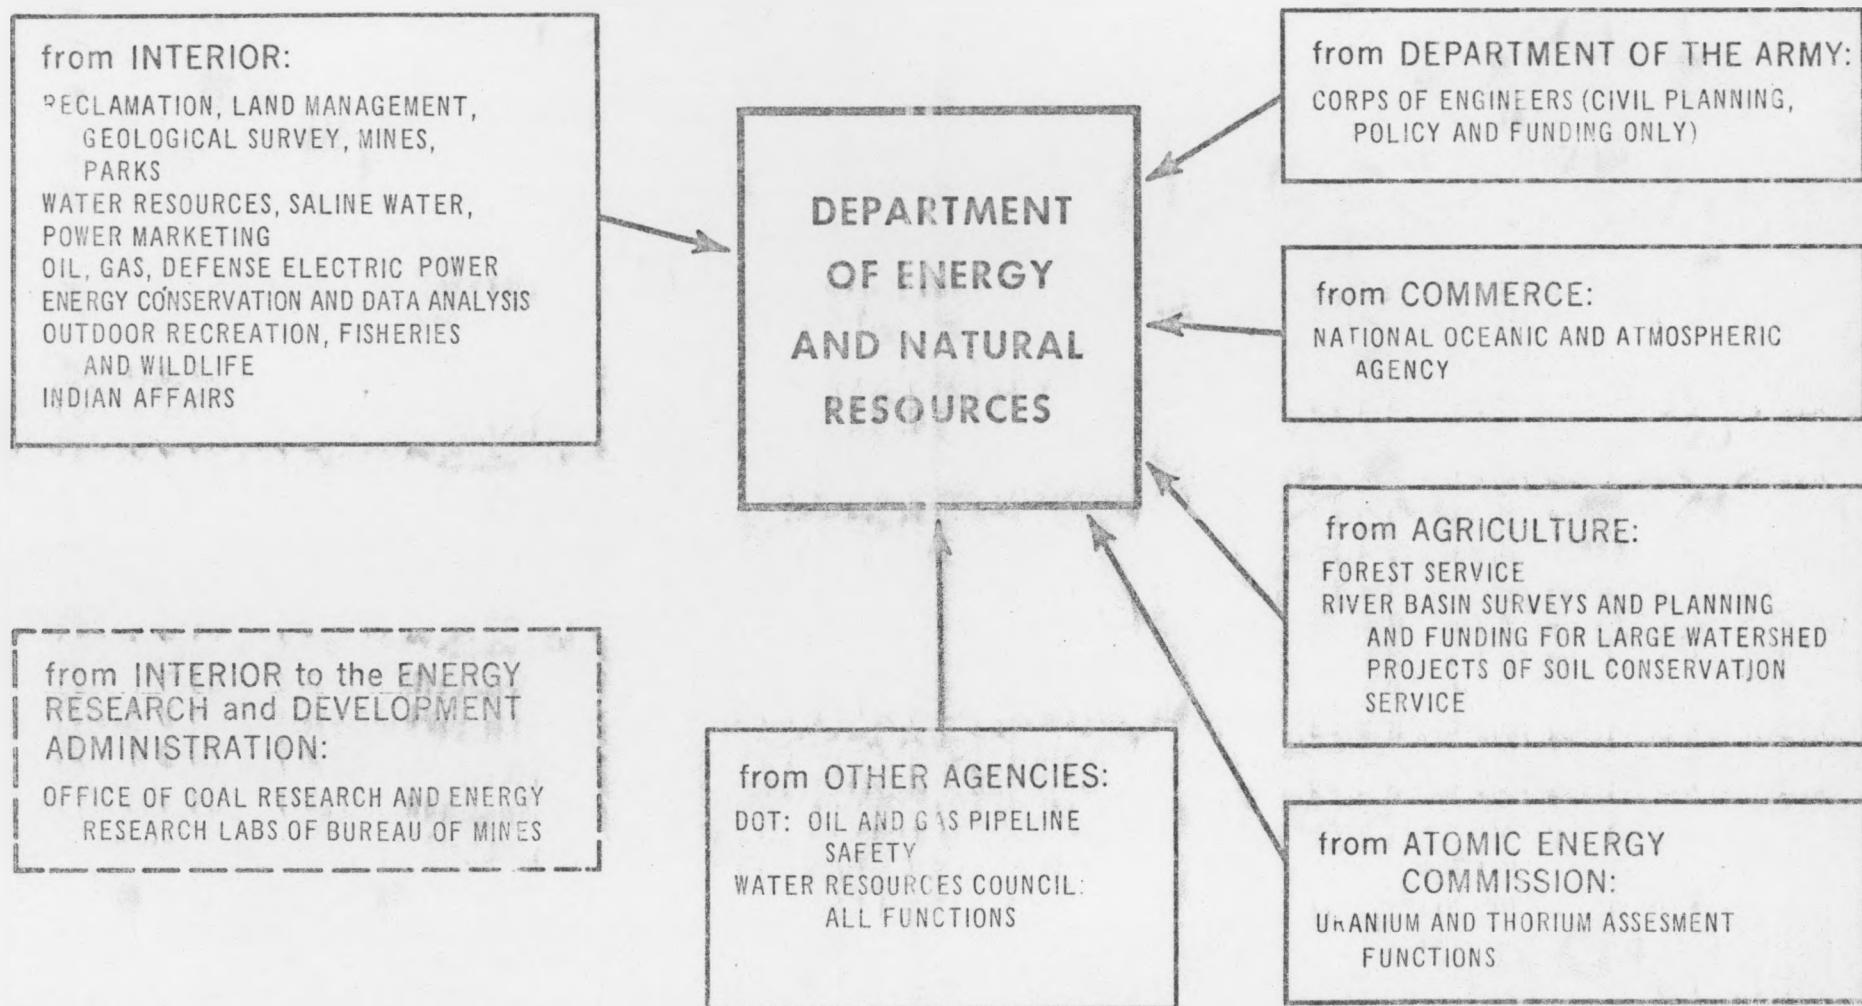 from INTERIOR:
RECLAMATION, LAND MANAGEMENT,
GEOLOGICAL SURVEY, MINES,
PARKS
WATER RESOURCES, SALINE WATER,
POWER MARKETING
OIL, GAS, DEFENSE ELECTRIC POWER
ENERGY CONSERVATION AND DATA ANALYSIS
OUTDOOR RECREATION, FISHERIES
AND WILDLIFE
INDIAN AFFAIRS
from INTERIOR to the ENERGY
RESEARCH and DEVELOPMENT
ADMINISTRATION:
OFFICE OF COAL RESEARCH AND ENERGY
RESEARCH LABS OF BUREAU OF MINES
DEPARTMENT
OF ENERGY
AND NATURAL
RESOURCES
from OTHER AGENCIES:
DOT: OIL AND GAS PIPELINE
SAFETY
WATER RESOURCES COUNCIL:
ALL FUNCTIONS
from DEPARTMENT OF THE ARMY:
CORPS OF ENGINEERS (CIVIL PLANNING,
POLICY AND FUNDING ONLY)
from COMMERCE:
NATIONAL OCEANIC AND ATMOSPHERIC
AGENCY
from AGRICULTURE:
FOREST SERVICE
RIVER BASIN SURVEYS AND PLANNING
AND FUNDING FOR LARGE WATERSHED
PROJECTS OF SOIL CONSERVATION
SERVICE
from ATOMIC ENERGY
COMMISSION:
URANIUM AND THORIUM ASSESMENT
FUNCTIONS